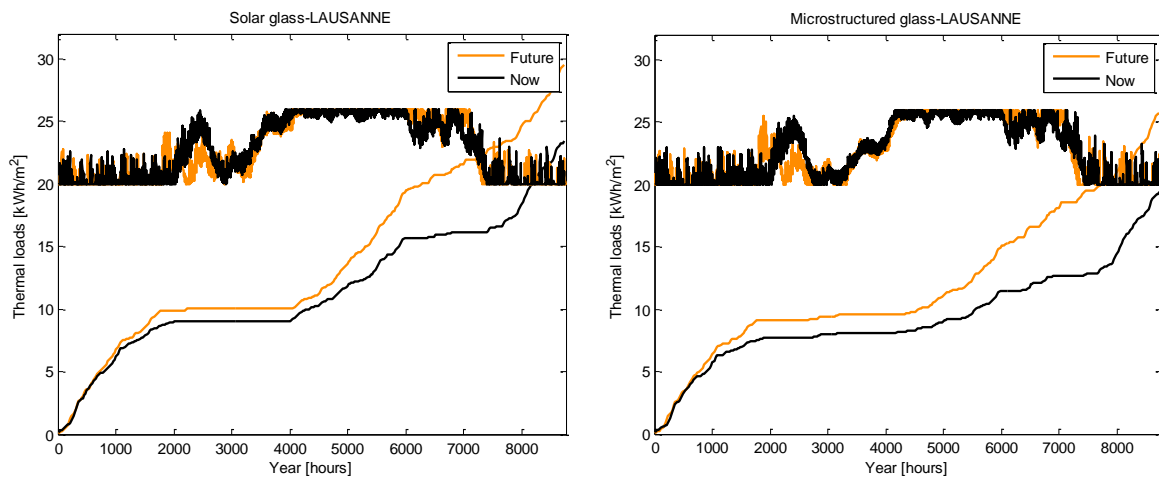 Solar glass-LAUSANNE
Thermal loads [kWh/m²]
30
25
20
15
10
5
0
0 1000 2000 3000 4000 5000 6000 7000 8000
Year [hours]
Future
Now
Microstructured glass-LAUSANNE
Thermal loads [kWh/m²]
30
25
20
15
10
5
0
0 1000 2000 3000 4000 5000 6000 7000 8000
Year [hours]
Future
Now